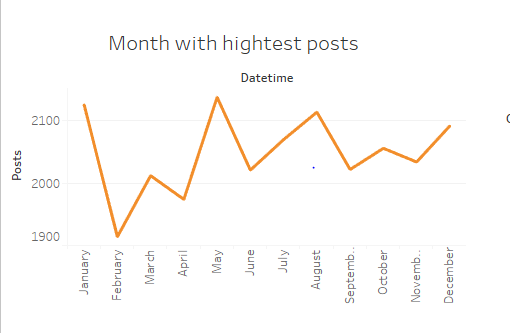 Month with hightest posts
Datetime
Posts
2100
2000
1900
January
February
March
April
May
June
July
August
Septemb..
October
Novemb..
December